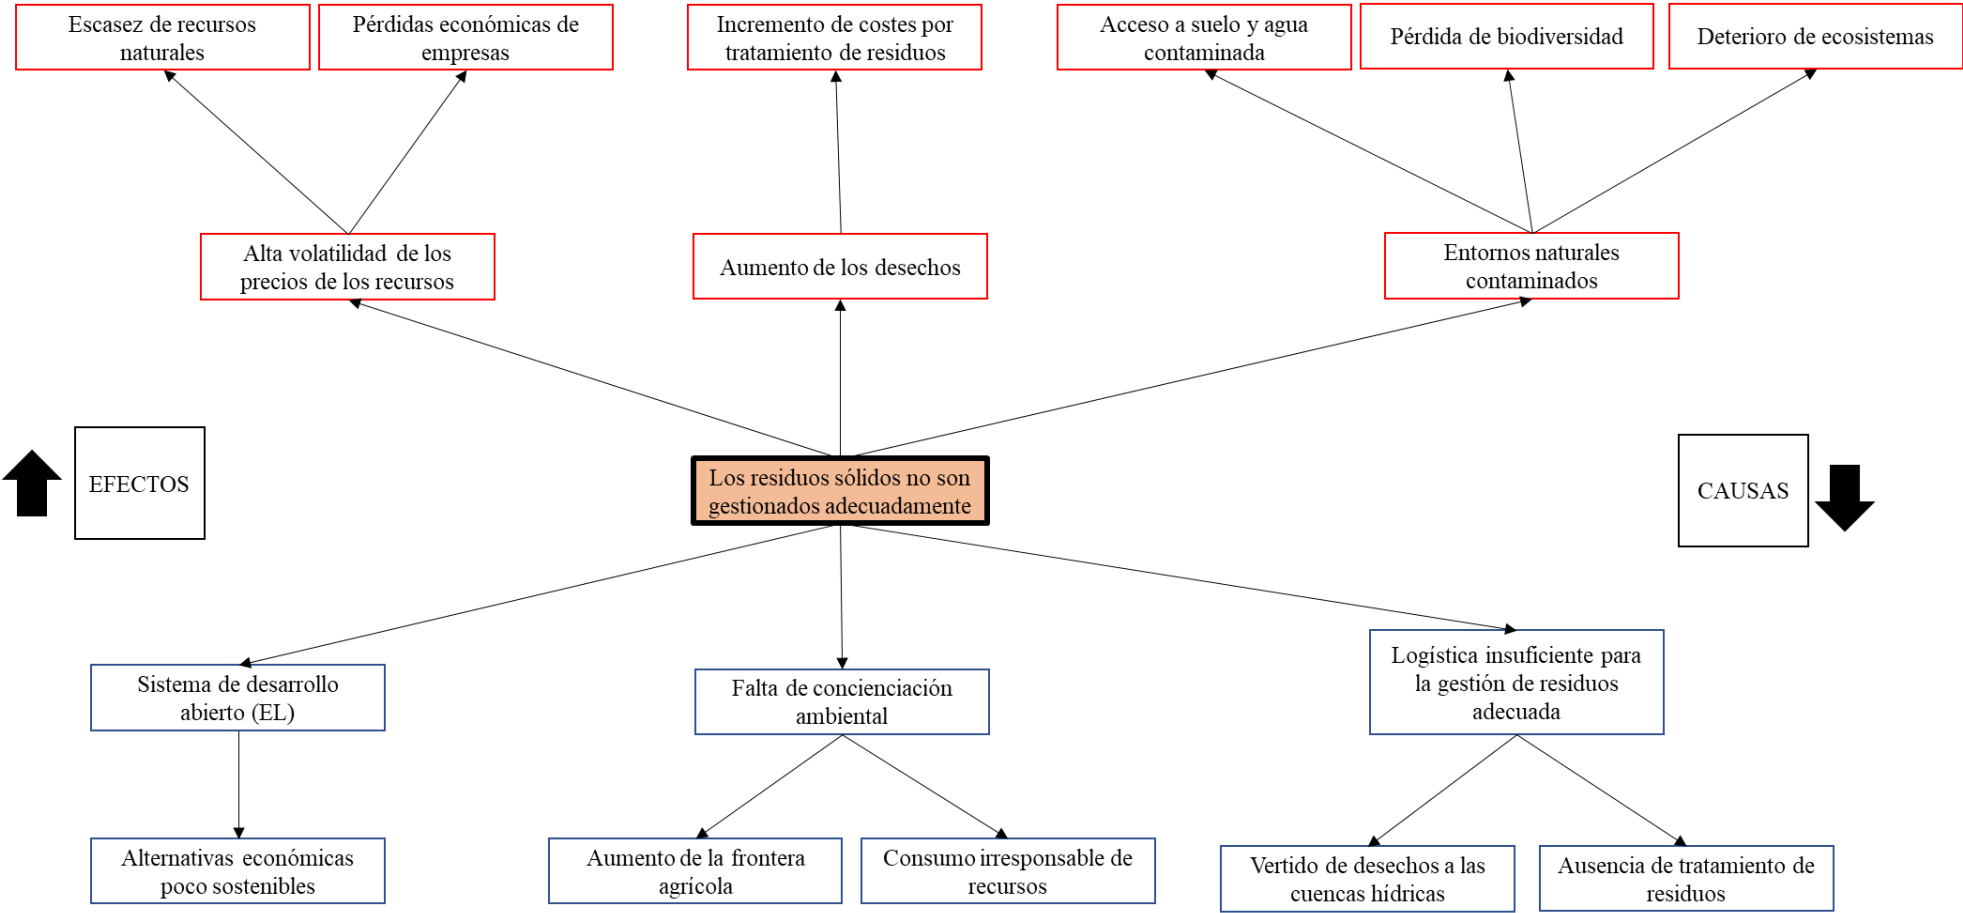 Escasez de recursos
naturales
Pérdidas económicas de
empresas
Incremento de costes por
tratamiento de residuos
Acceso a suelo y agua
contaminada
Pérdida de biodiversidad
Deterioro de ecosistemas
Alta volatilidad de los
precios de los recursos
Aumento de los desechos
Entornos naturales
contaminados
EFECTOS
Los residuos sólidos no son
gestionados adecuadamente
CAUSAS
Sistema de desarrollo
abierto (EL)
Falta de concienciación
ambiental
Logística insuficiente para
la gestión de residuos
adecuada
Alternativas económicas
poco sostenibles
Aumento de la frontera
agrícola
Consumo irresponsable de
recursos
Vertido de desechos a las
cuencas hídricas
Ausencia de tratamiento de
residuos